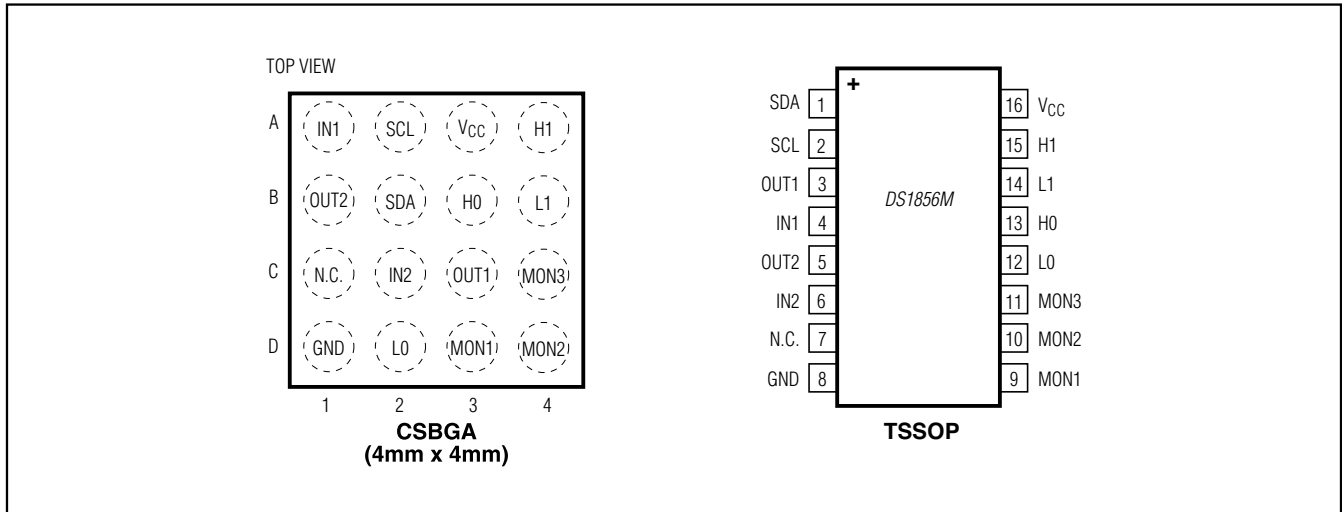 TOP VIEW
A IN1 SCL VCC H1
B OUT2 SDA H0 L1
C N.C. IN2 OUT1 MON3
D GND L0 MON1 MON2
1 2 3 4
CSBGA
(4mm x 4mm)
+
SDA 1 16 VCC
SCL 2 15 H1
OUT1 3 14 L1
DS1856M
IN1 4 13 H0
OUT2 5 12 L0
IN2 6 11 MON3
N.C. 7 10 MON2
GND 8 9 MON1
TSSOP